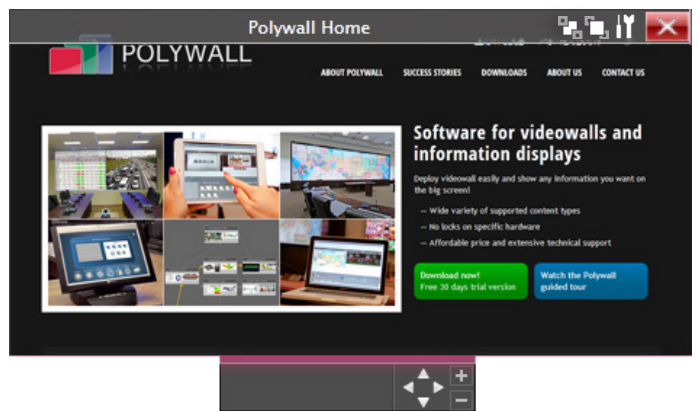 Polywall Home
POLYWALL
ABOUT POLYWALL SUCCESS STORIES DOWNLOADS ABOUT US CONTACT US
Software for videowalls and
information displays
Deploy videowall easily and show any information you want on
the big screen!
— Wide variety of supported content types
— No locks on specific hardware
— Affordable price and extensive technical support
Download now!
Free 30 days trial version
Watch the Polywall
guided tour